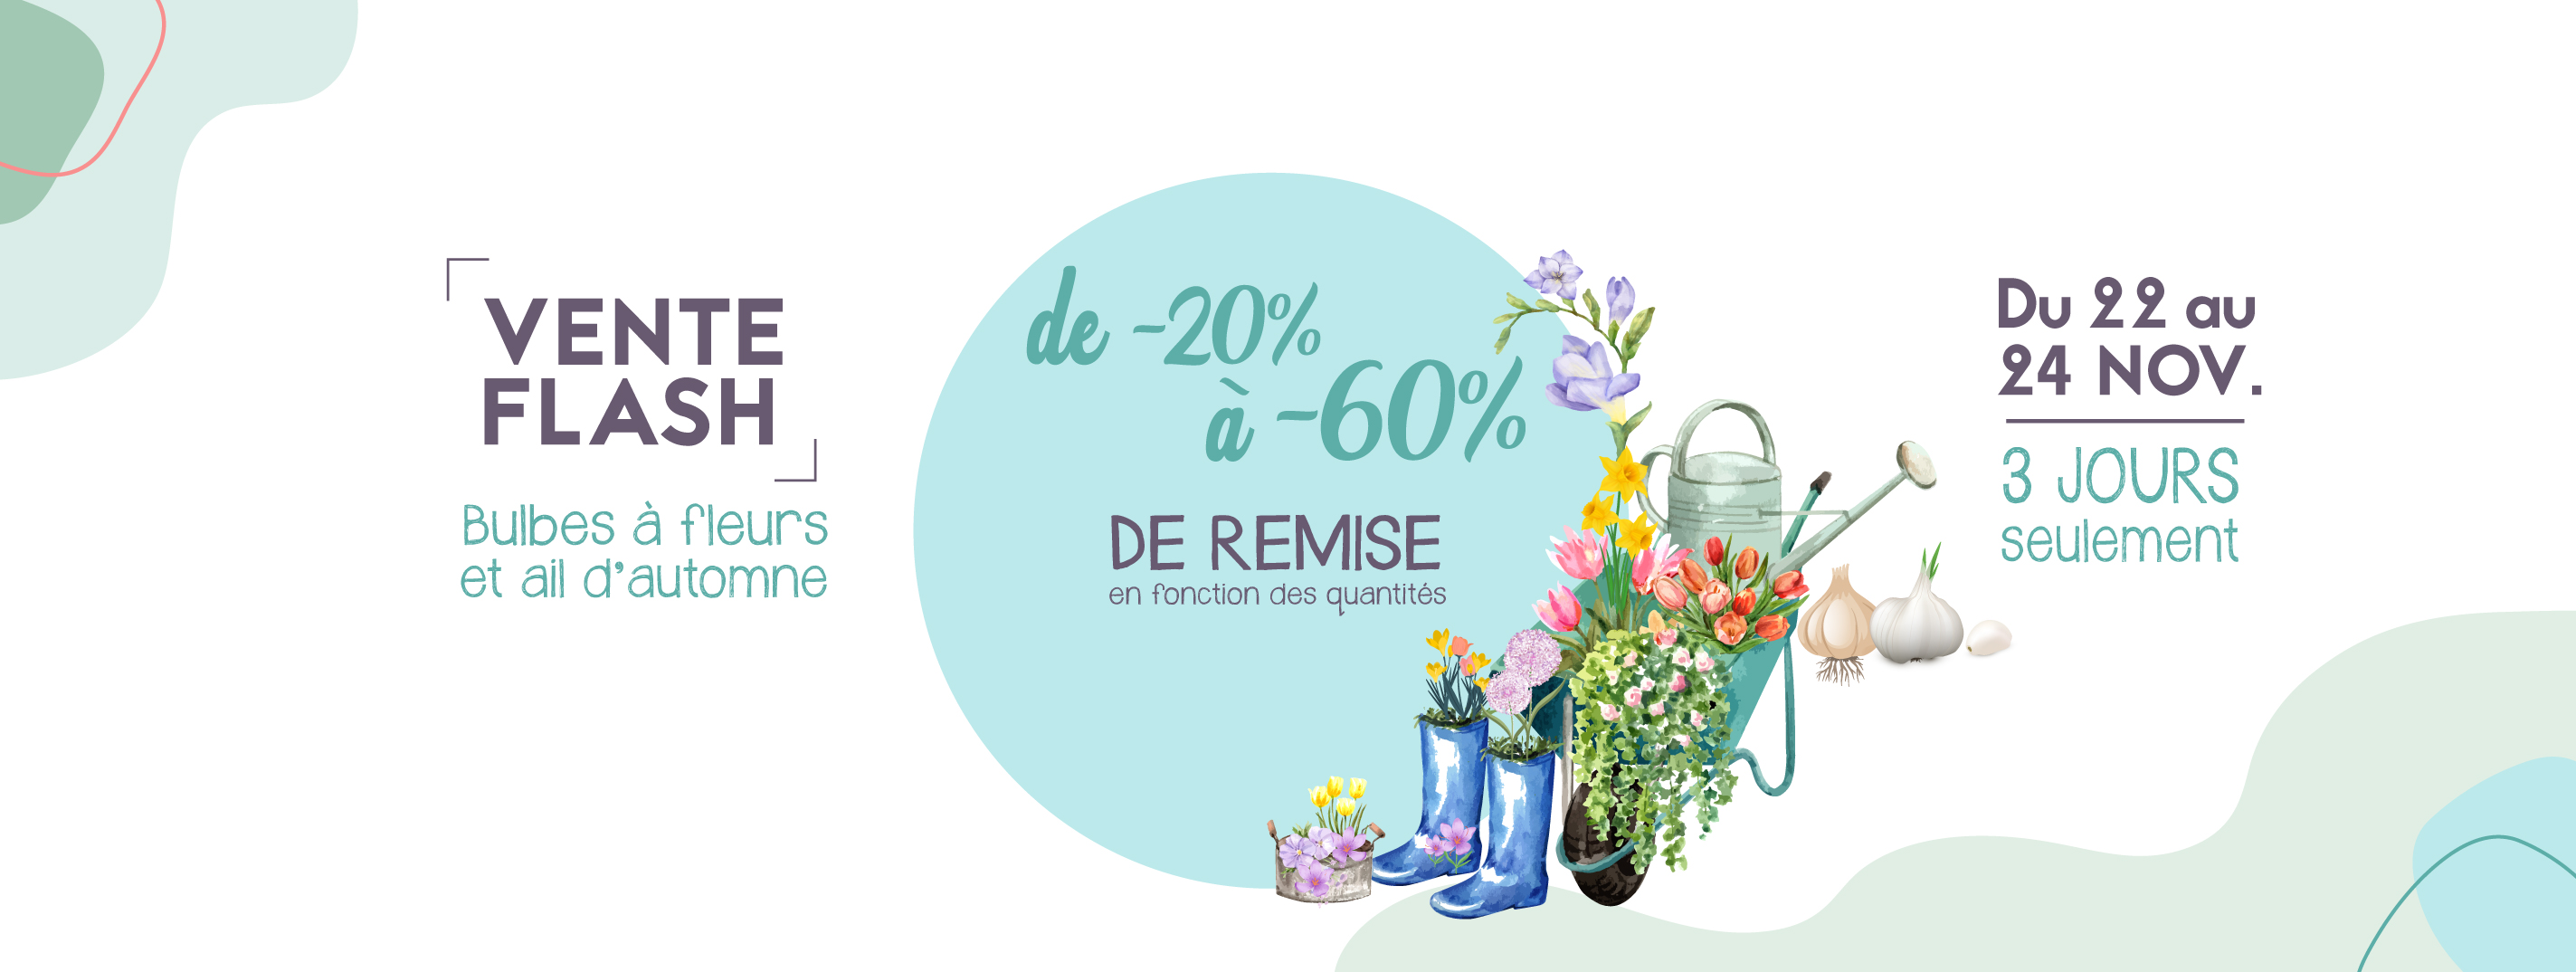 VENTE
FLASH
Bulbes à fleurs
et ail d'automne
de -20%
à -60%
DE REMISE
en fonction des quantités
Du 22 au
24 NOV.
3 JOURS
seulement